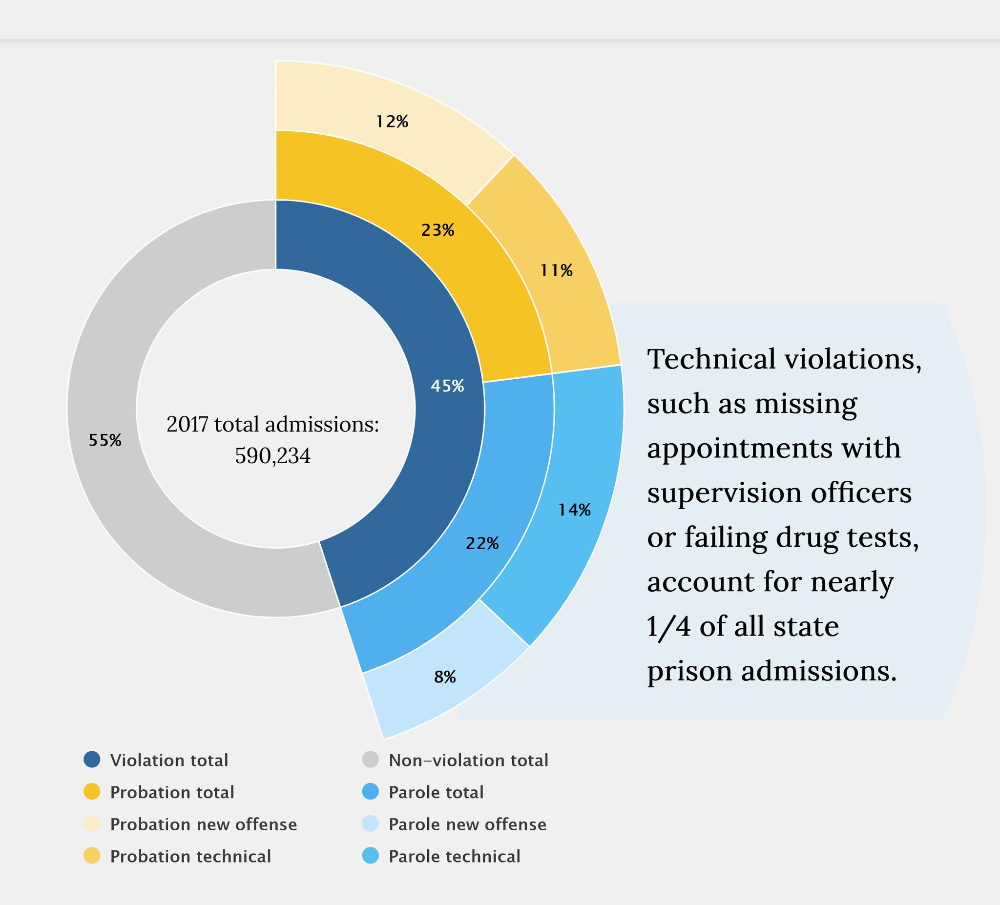 12%
23%
11%
45%
55%
2017 total admissions:
590,234
14%
22%
8%
Technical violations,
such as missing
appointments with
supervision officers
or failing drug tests,
account for nearly
1/4 of all state
prison admissions.
Violation total
Non−violation total
Probation total
Parole total
Probation new offense
Parole new offense
Probation technical
Parole technical